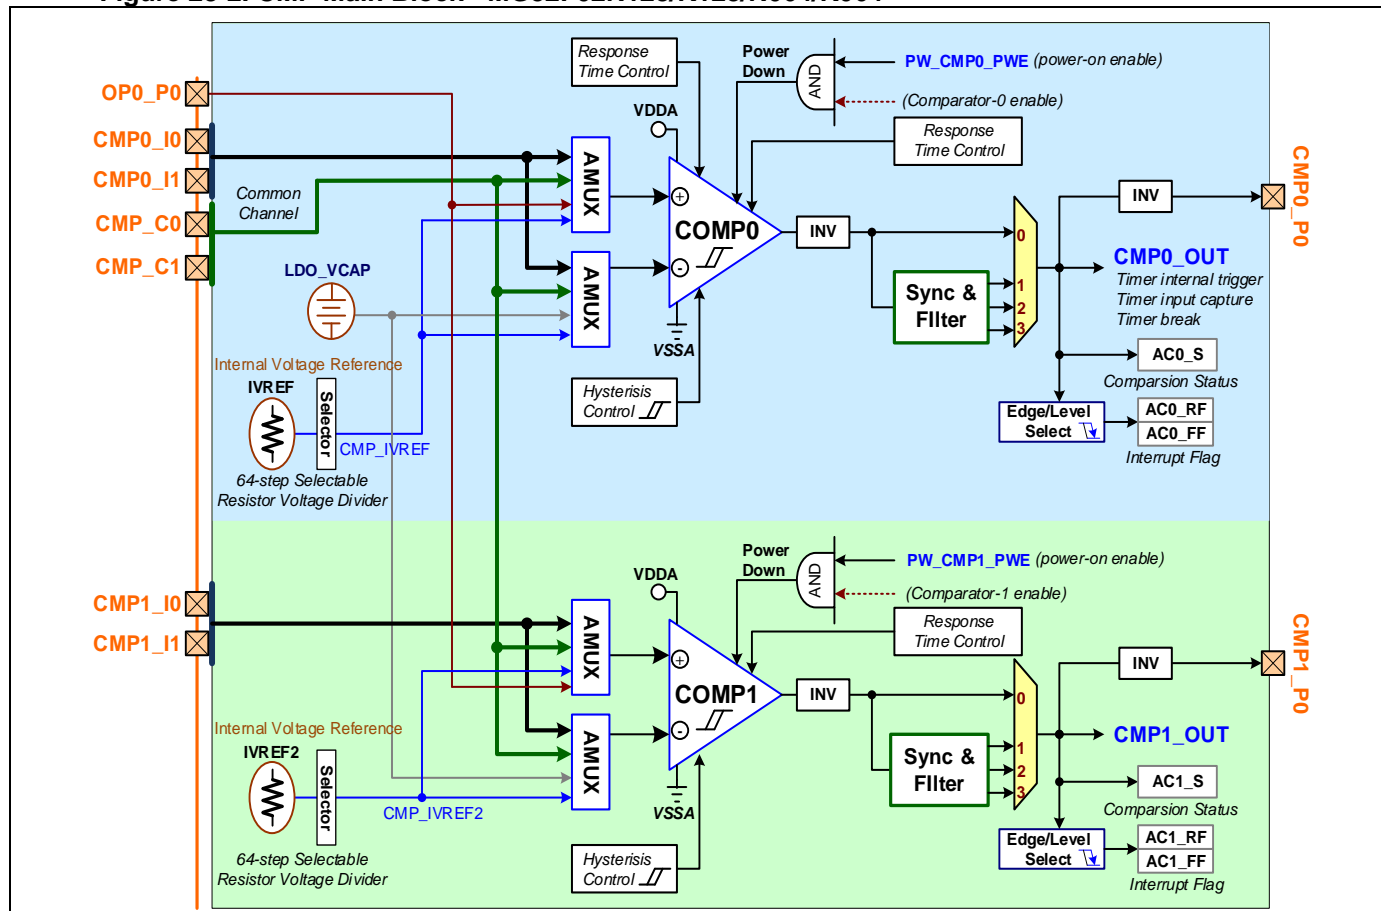 OP0_P0
CMP0_I0
CMP0_I1
CMP_C0
CMP_C1
Common
Channel
LDO_VCAP
Internal Voltage Reference
IVREF
Selector
CMP_IVREF
64-step Selectable
Resistor Voltage Divider
Response
Time Control
VDDA
Power
Down
AND
PW_CMP0_PWE (power-on enable)
(Comparator-0 enable)
Response
Time Control
AMUX
AMUX
+
COMP0
-
VSSA
Hysterisis
Control
INV
Sync &
FIlter
0
1
2
3
INV
CMP0_P0
CMP0_OUT
Timer internal trigger
Timer input capture
Timer break
AC0_S
Comparsion Status
Edge/Level
Select
AC0_RF
AC0_FF
Interrupt Flag
CMP1_I0
CMP1_I1
Internal Voltage Reference
IVREF2
Selector
CMP_IVREF2
64-step Selectable
Resistor Voltage Divider
VDDA
Power
Down
AND
PW_CMP1_PWE (power-on enable)
(Comparator-1 enable)
Response
Time Control
AMUX
AMUX
+
COMP1
-
VSSA
Hysterisis
Control
INV
Sync &
FIlter
0
1
2
3
INV
CMP1_P0
CMP1_OUT
AC1_S
Comparsion Status
Edge/Level
Select
AC1_RF
AC1_FF
Interrupt Flag